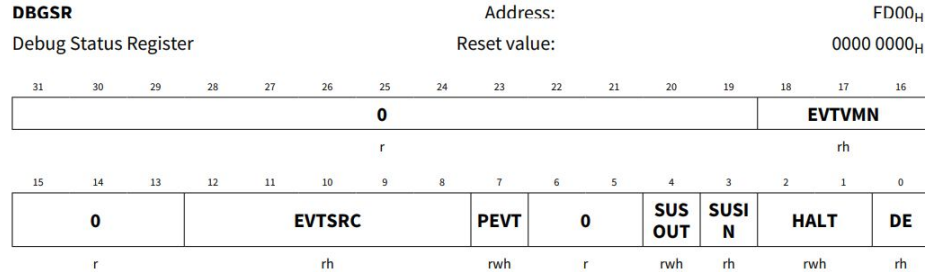 DBGSR Address: FD00H
Debug Status Register Reset value: 0000 0000H
31 30 29 28 27 26 25 24 23 22 21 20 19 18 17 16
0 EVTVMN
r rh
15 14 13 12 11 10 9 8 7 6 5 4 3 2 1 0
0 EVTSRC PEVT 0 SUS SUSI HALT DE
OUT N
r rh rwh r rwh rh rwh rh